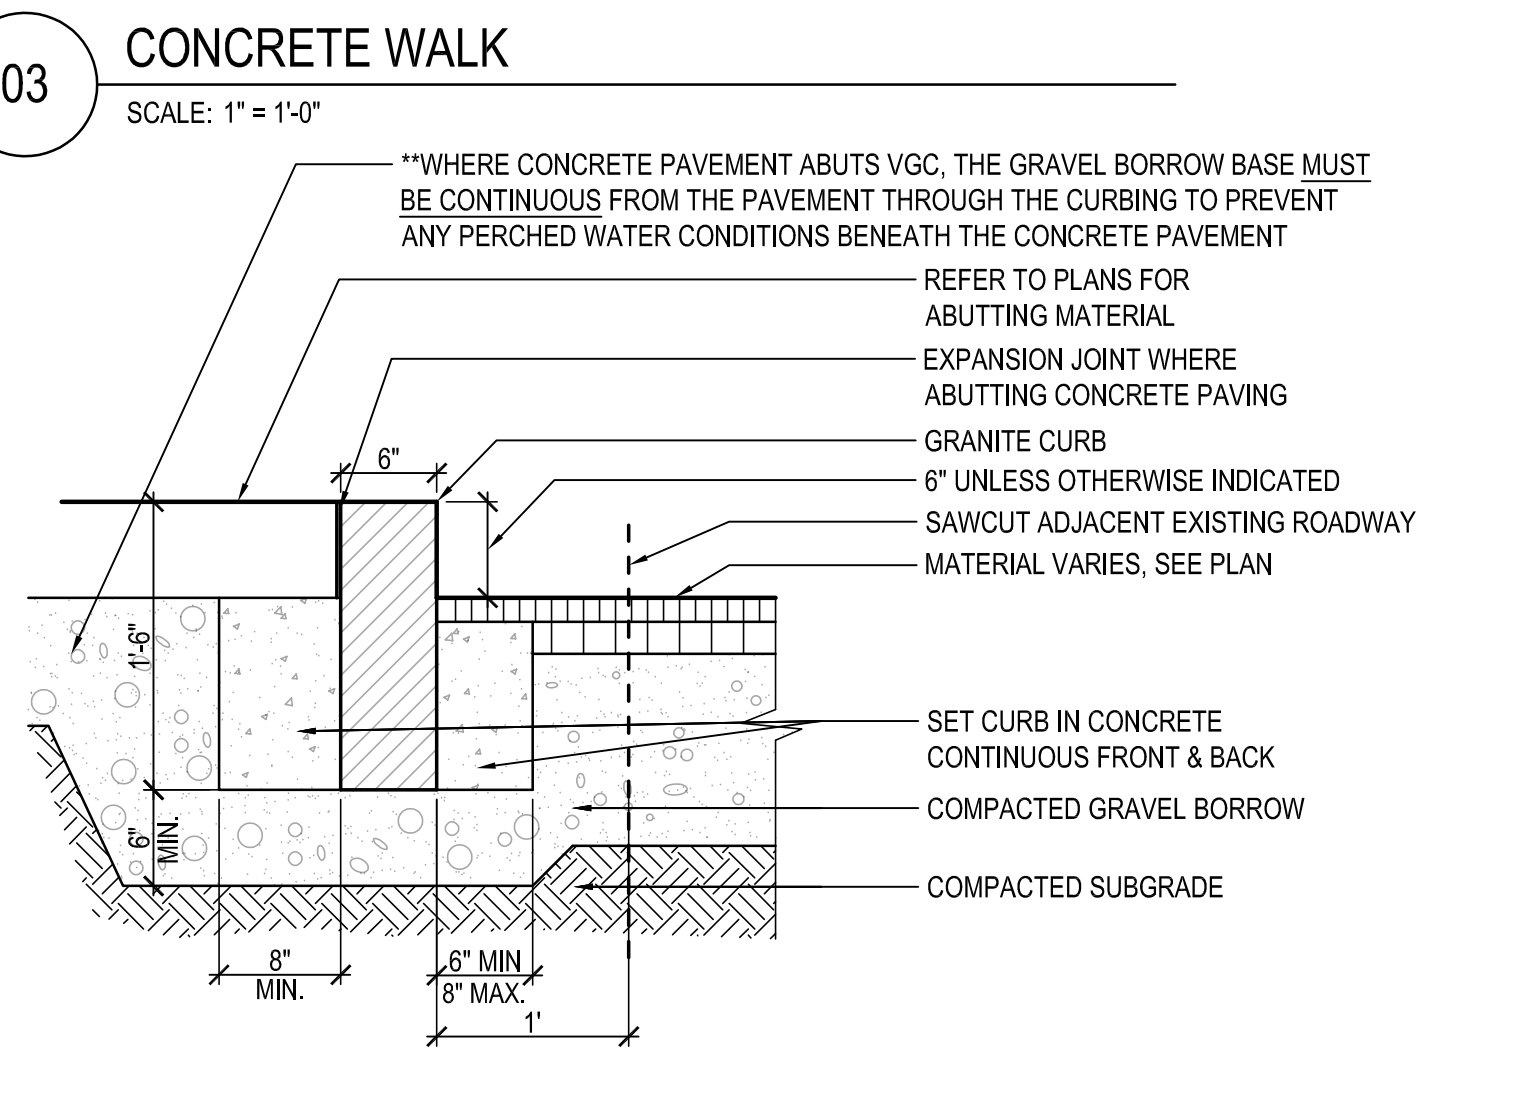 03
CONCRETE WALK
SCALE: 1" = 1'-0"
**WHERE CONCRETE PAVEMENT ABUTS VGC, THE GRAVEL BORROW BASE MUST
BE CONTINUOUS FROM THE PAVEMENT THROUGH THE CURBING TO PREVENT
ANY PERCHED WATER CONDITIONS BENEATH THE CONCRETE PAVEMENT
REFER TO PLANS FOR
ABUTTING MATERIAL
EXPANSION JOINT WHERE
ABUTTING CONCRETE PAVING
GRANITE CURB
6"
6" UNLESS OTHERWISE INDICATED
SAWCUT ADJACENT EXISTING ROADWAY
MATERIAL VARIES, SEE PLAN
1'-6"
SET CURB IN CONCRETE
CONTINUOUS FRONT & BACK
COMPACTED GRAVEL BORROW
6"
MIN.
COMPACTED SUBGRADE
8"
MIN.
6" MIN
8" MAX.
1'